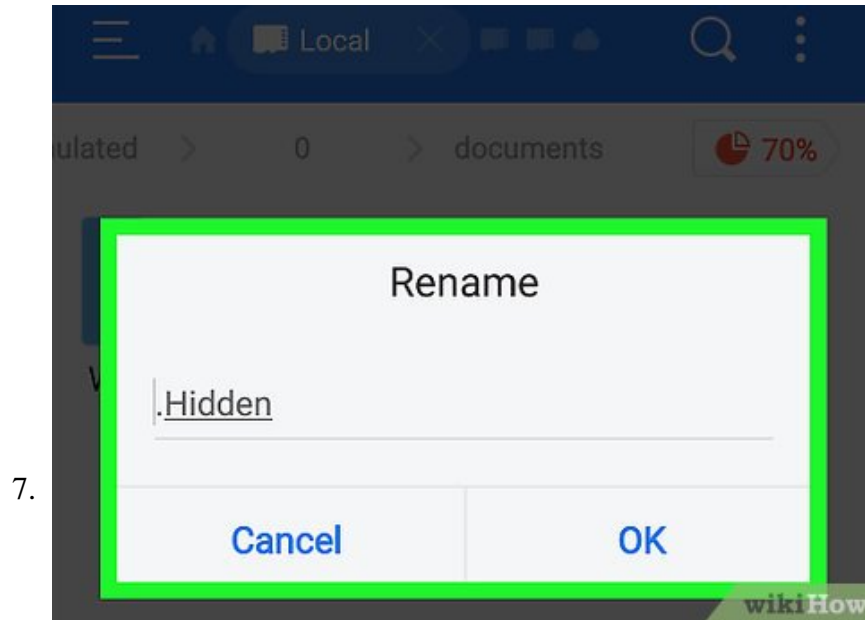 Local
ulated > 0 > documents 70%
Rename
.Hidden
7.
Cancel OK
wikiHow